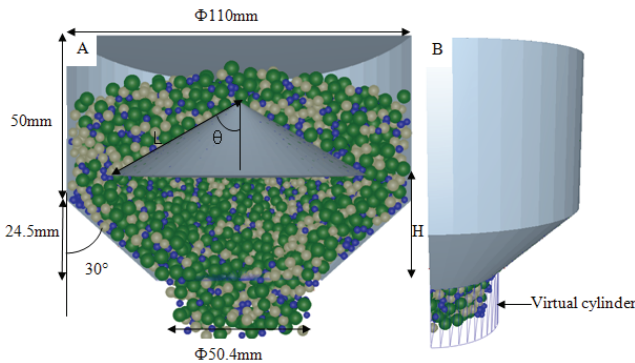 Φ110mm
A
B
50mm
L
θ
24.5mm
H
30°
Virtual cylinder
Φ50.4mm